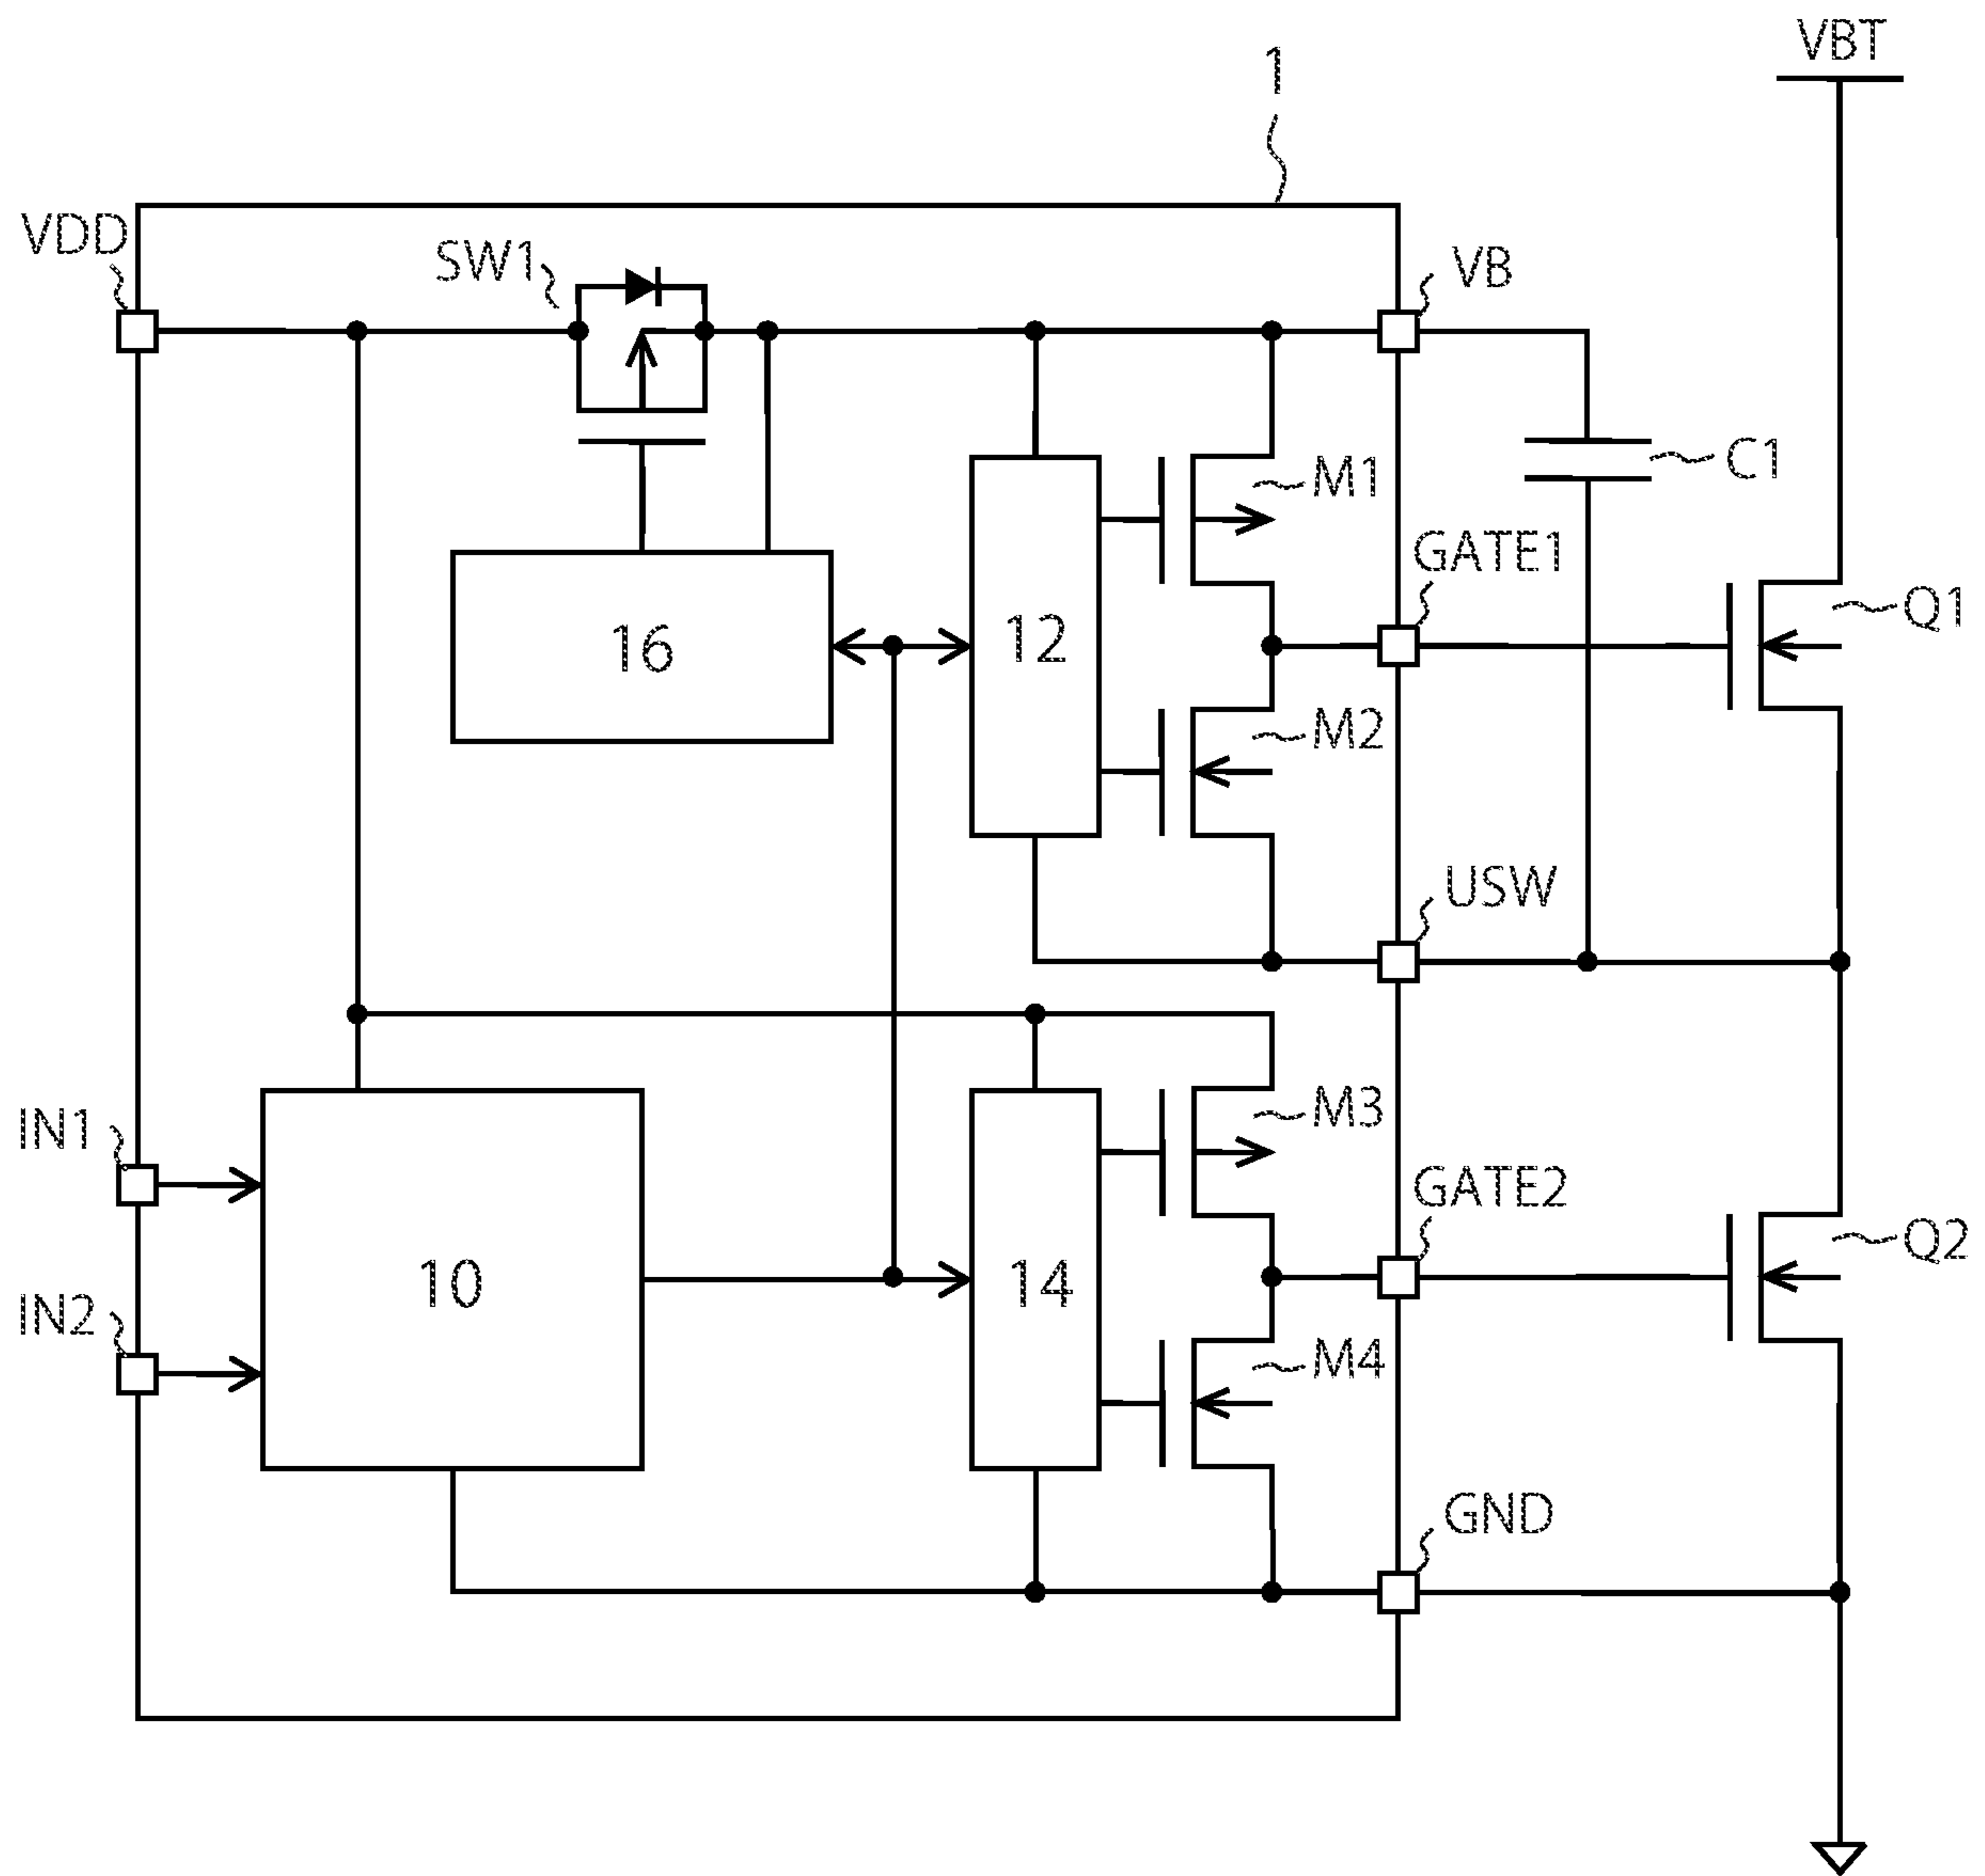 VBT
1
VDD
SW1
VB
C1
M1
GATE1
Q1
16
12
M2
USW
IN1
M3
GATE2
Q2
10
14
IN2
M4
GND